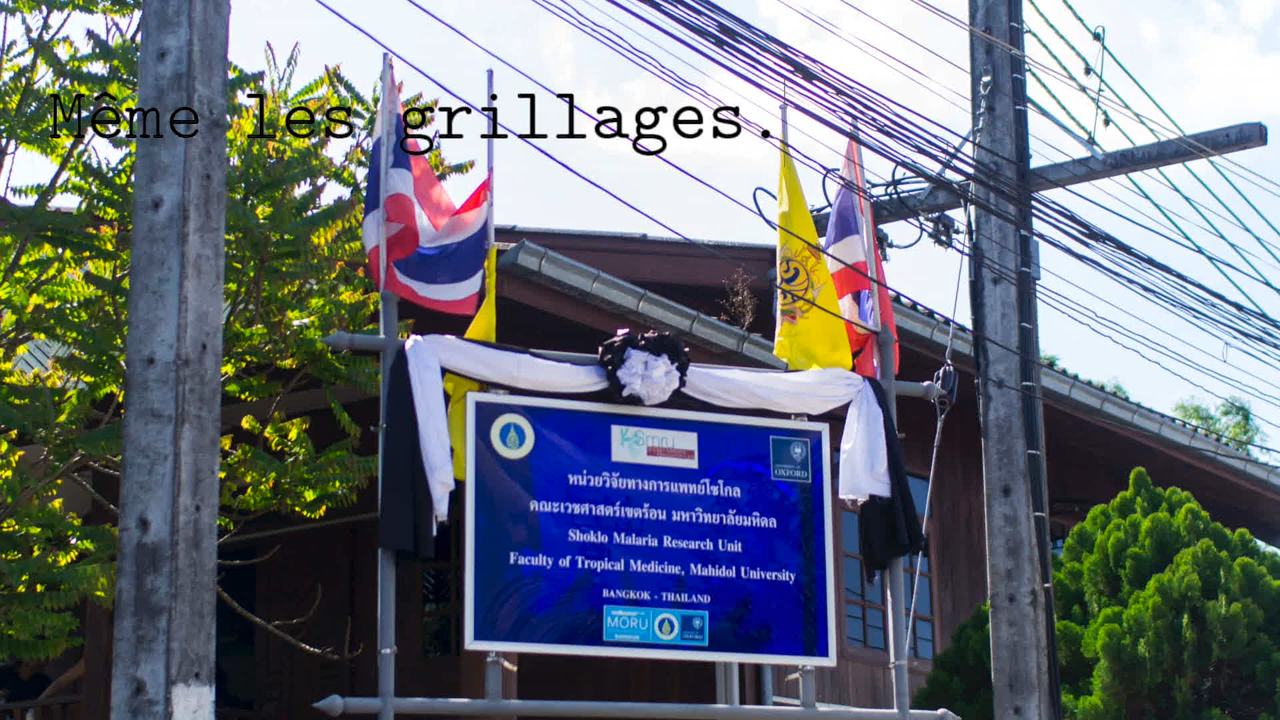 Même les grillages.
Smru
UNIVERSITY OF
OXFORD
หน่วยวิจัยทางการแพทย์โชโกล
คณะเวชศาสตร์เขตร้อน มหาวิทยาลัยมหิดล
Shoklo Malaria Research Unit
Faculty of Tropical Medicine, Mahidol University
BANGKOK - THAILAND
MORU